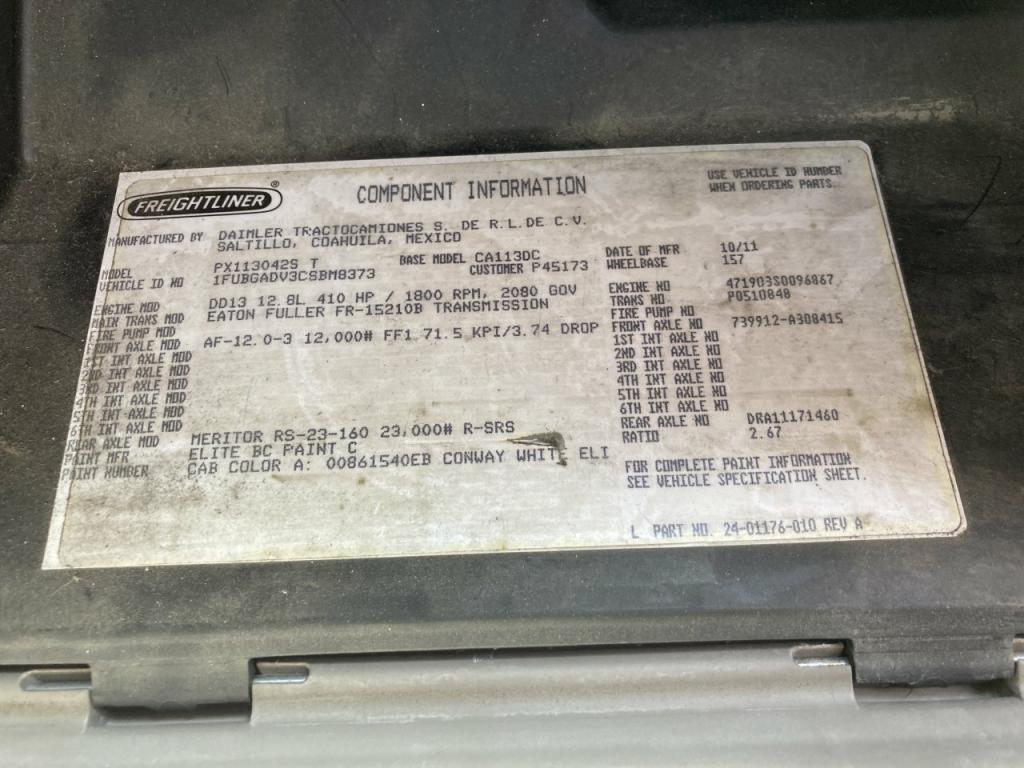 FREIGHTLINER ®
COMPONENT INFORMATION
USE VEHICLE ID NUMBER
WHEN ORDERING PARTS.
MANUFACTURED BY DAIMLER TRACTOCAMIONES S. DE R.L.DE C.V.
SALTILLO, COAHUILA, MEXICO
MODEL PX113042S T BASE MODEL CA113DC
VEHICLE ID NO 1FUBGADV3CSBM8373 CUSTOMER P45173
ENGINE MOD DD13 12.8L 410 HP / 1800 RPM, 2080 GOV
MAIN TRANS MOD EATON FULLER FR-15210B TRANSMISSION
FIRE PUMP MOD
FRONT AXLE MOD AF-12.0-3 12,000# FF1 71.5 KPI/3.74 DROP
1ST INT AXLE MOD
2ND INT AXLE MOD
3RD INT AXLE MOD
4TH INT AXLE MOD
5TH INT AXLE MOD
6TH INT AXLE MOD
REAR AXLE MOD MERITOR RS-23-160 23,000# R-SRS
PAINT MFR ELITE BC PAINT C
PAINT NUMBER CAB COLOR A: 00861540EB CONWAY WHITE ELI
DATE OF MFR 10/11
WHEELBASE 157
ENGINE NO 471903S0096867
TRANS NO P0510848
FIRE PUMP NO
FRONT AXLE NO 739912-A308415
1ST INT AXLE NO
2ND INT AXLE NO
3RD INT AXLE NO
4TH INT AXLE NO
5TH INT AXLE NO
6TH INT AXLE NO
REAR AXLE NO DRA11171460
RATIO 2.67
FOR COMPLETE PAINT INFORMATION
SEE VEHICLE SPECIFICATION SHEET.
L PART NO. 24-01176-010 REV A